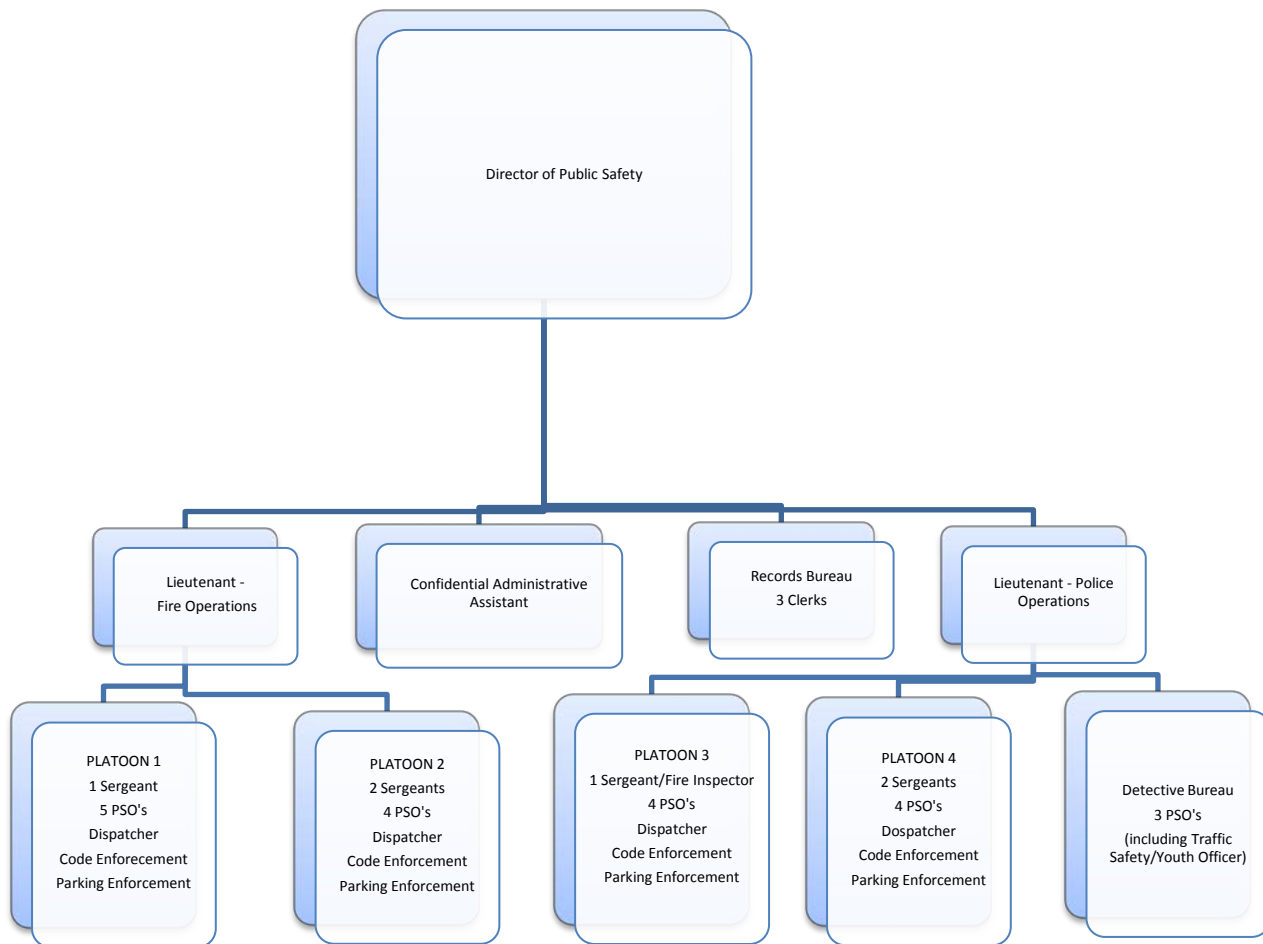 Director of Public Safety
Lieutenant -
Fire Operations
Confidential Administrative
Assistant
Records Bureau
3 Clerks
Lieutenant - Police
Operations
PLATOON 1
1 Sergeant
5 PSO's
Dispatcher
Code Enforecement
Parking Enforcement
PLATOON 2
2 Sergeants
4 PSO's
Dispatcher
Code Enforcement
Parking Enforcement
PLATOON 3
1 Sergeant/Fire Inspector
4 PSO's
Dispatcher
Code Enforcement
Parking Enforcement
PLATOON 4
2 Sergeants
4 PSO's
Dospatcher
Code Enforcement
Parking Enforcement
Detective Bureau
3 PSO's
(including Traffic
Safety/Youth Officer)